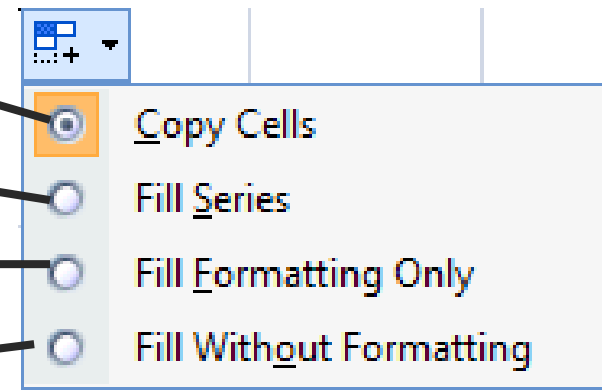 Copy Cells
Fill Series
Fill Formatting Only
Fill Without Formatting